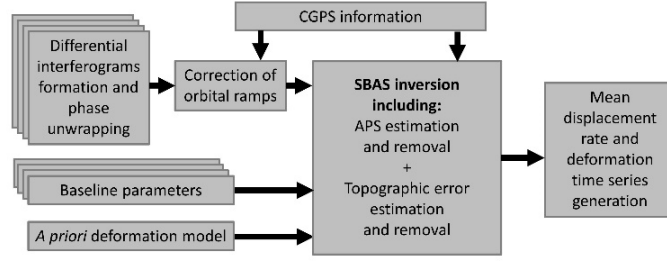 CGPS information
Differential
interferograms
formation and
phase
unwrapping
Correction of
orbital ramps
SBAS inversion
including:
APS estimation
and removal
+
Topographic error
estimation
and removal
Mean
displacement
rate and
deformation
time series
generation
Baseline parameters
A priori deformation model